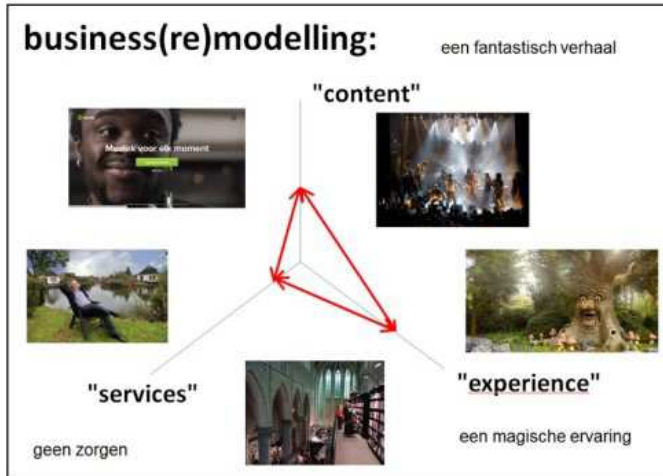 business(re)modelling:
een fantastisch verhaal
"content"
Muziek voor elk moment
"services"
"experience"
geen zorgen
een magische ervaring